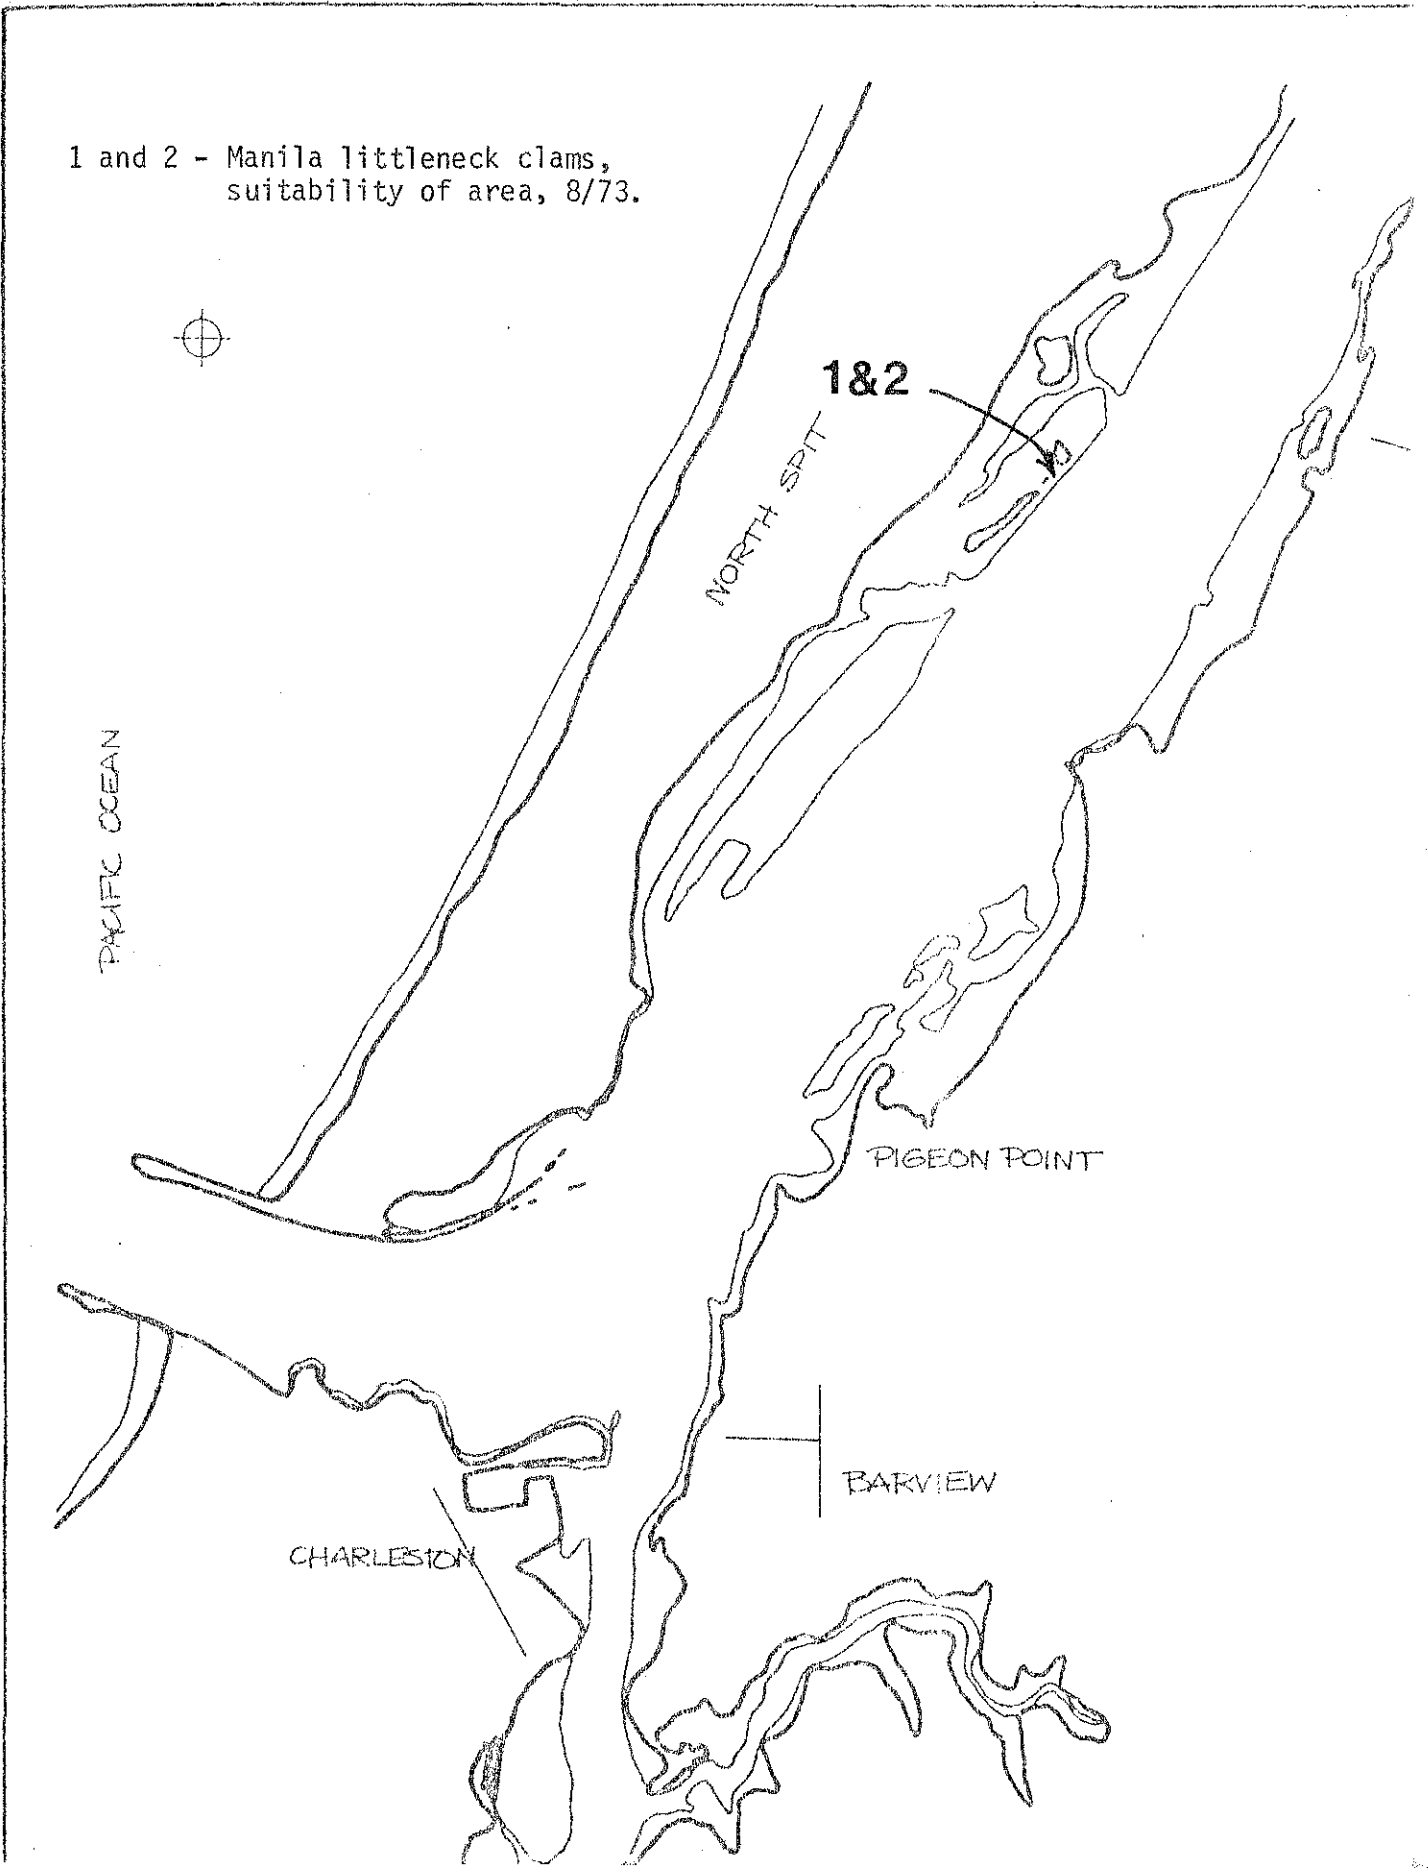 1 and 2 - Manila littleneck clams,
suitability of area, 8/73.
1&2
NORTH SPIT
PACIFIC OCEAN
PIGEON POINT
BARVIEW
CHARLESTON